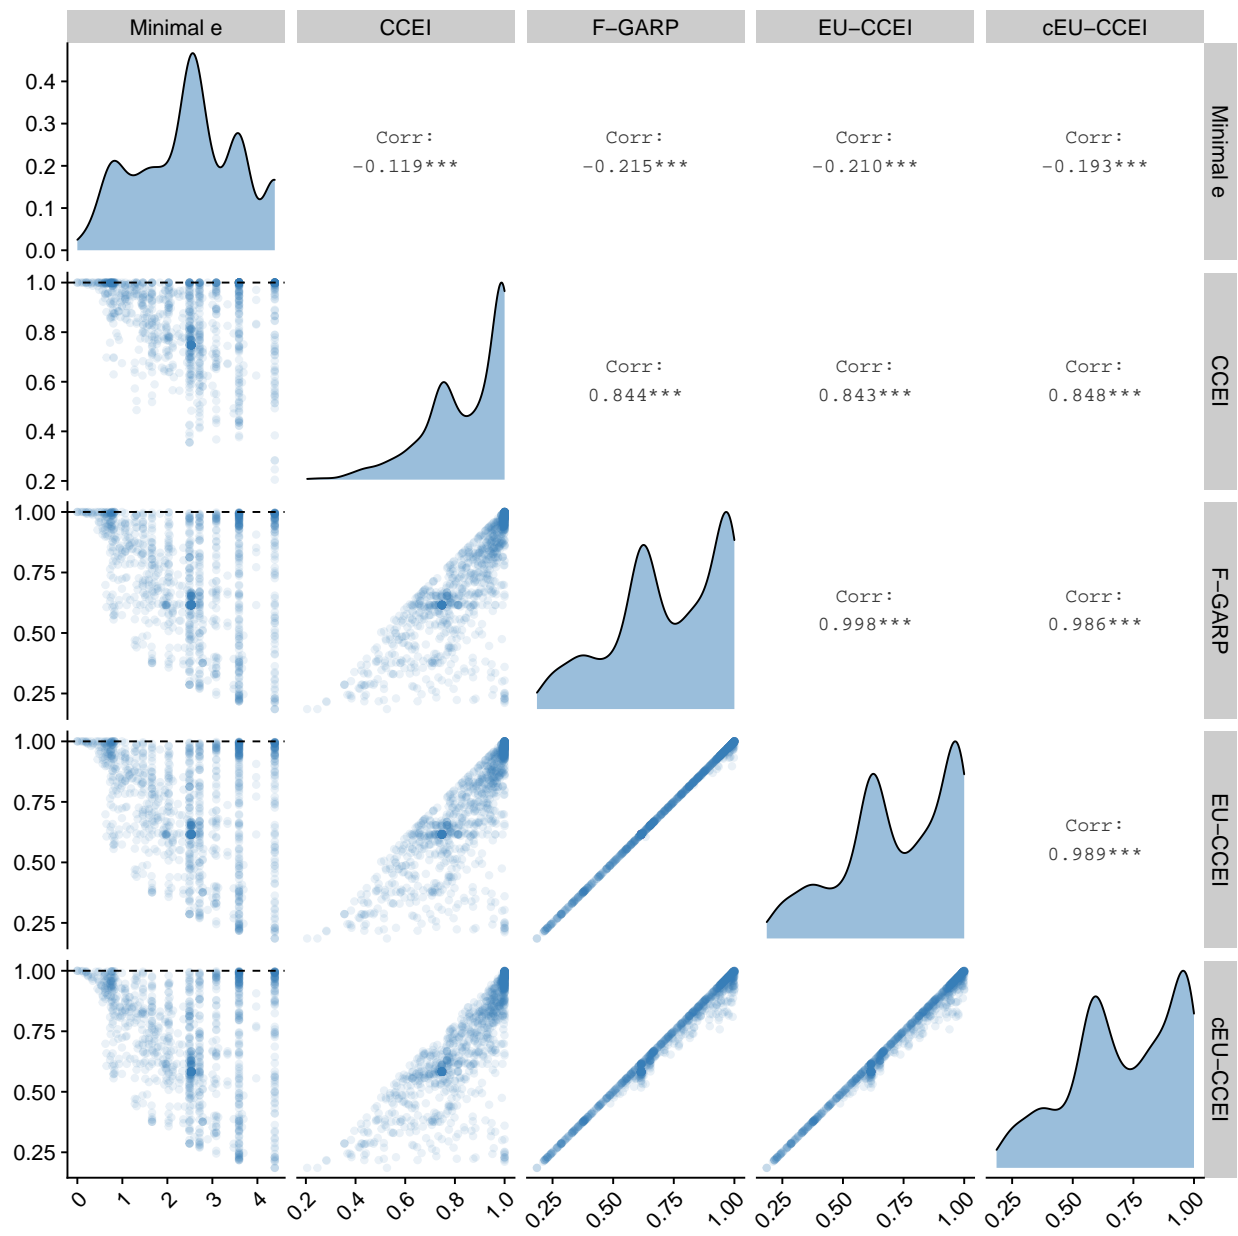 Minimal e
CCEI
F−GARP
EU−CCEI
cEU−CCEI
0.4
0.3
0.2
0.1
0.0
Corr:
−0.119***
Corr:
−0.215***
Corr:
−0.210***
Corr:
−0.193***
Minimal e
1.0
0.8
0.6
0.4
0.2
Corr:
0.844***
Corr:
0.843***
Corr:
0.848***
CCEI
1.00
0.75
0.50
0.25
Corr:
0.998***
Corr:
0.986***
F−GARP
1.00
0.75
0.50
0.25
Corr:
0.989***
EU−CCEI
1.00
0.75
0.50
0.25
cEU−CCEI
0 1 2 3 4
0.2 0.4 0.6 0.8 1.0
0.25 0.50 0.75 1.00
0.25 0.50 0.75 1.00
0.25 0.50 0.75 1.00